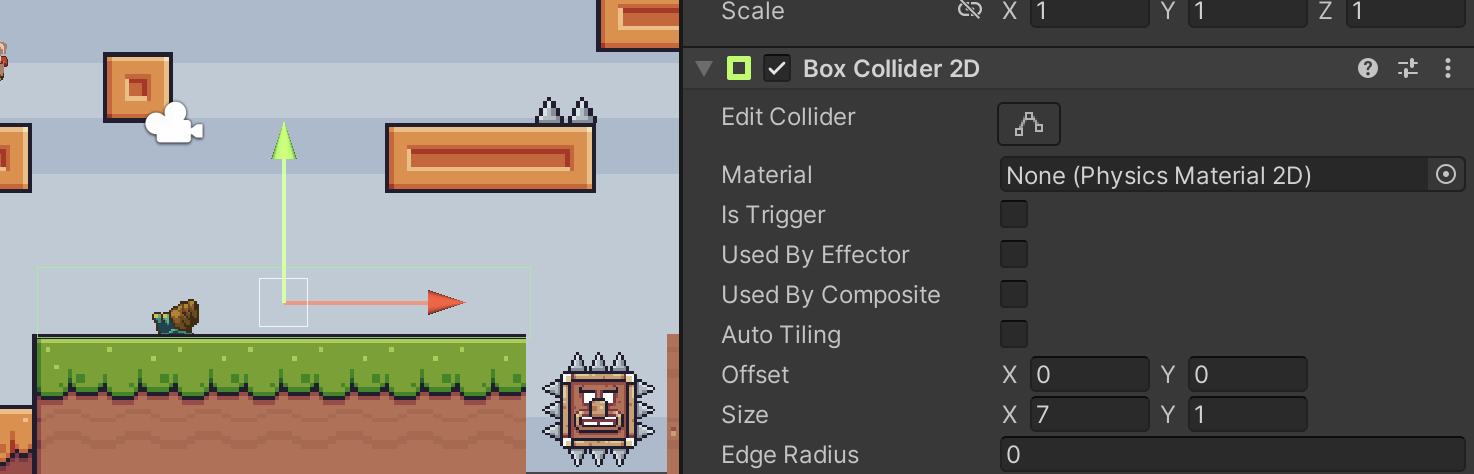 Scale X 1 Y 1 Z 1
Box Collider 2D
Edit Collider
Material None (Physics Material 2D)
Is Trigger
Used By Effector
Used By Composite
Auto Tiling
Offset X 0 Y 0
Size X 7 Y 1
Edge Radius 0